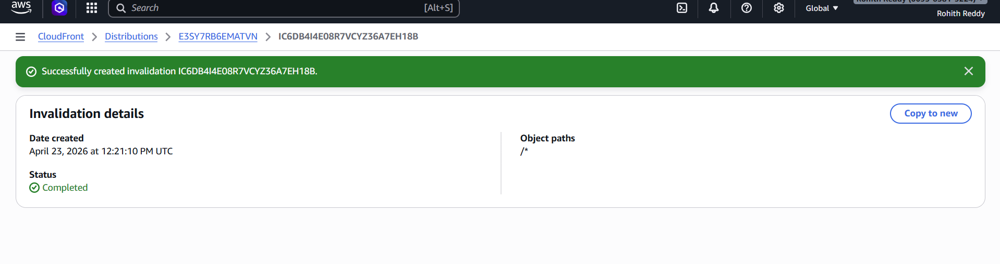 aws
Search [Alt+S]
Global
Rohith Reddy
CloudFront
Distributions
E3SY7RB6EMATVN
IC6DB4I4E08R7VCYZ36A7EH18B
Successfully created invalidation IC6DB4I4E08R7VCYZ36A7EH18B.
Invalidation details
Copy to new
Date created
April 23, 2026 at 12:21:10 PM UTC
Object paths
/*
Status
Completed